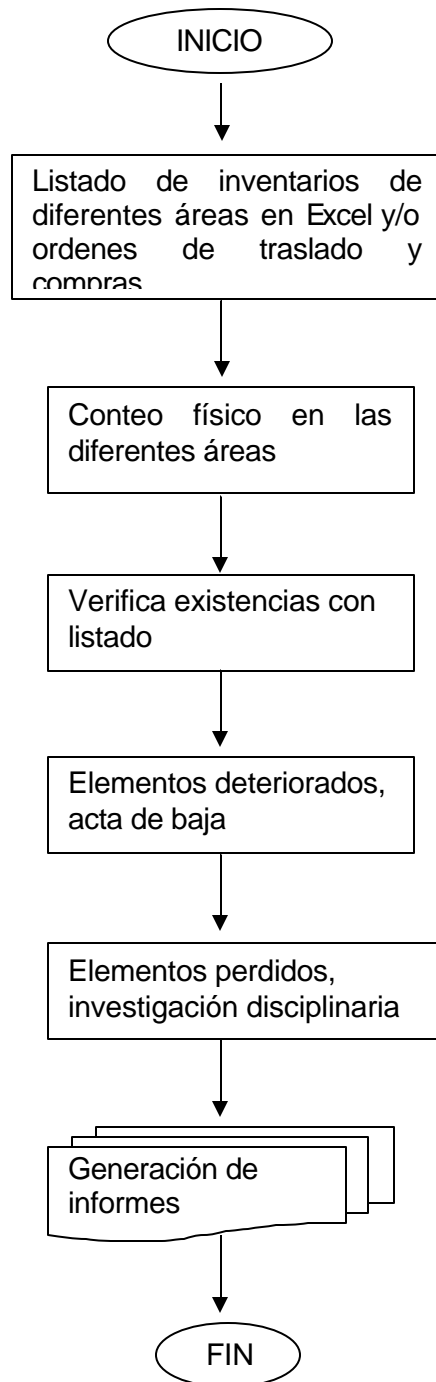 INICIO
Listado de inventarios de
diferentes áreas en Excel y/o
ordenes de traslado y
compras
Conteo físico en las
diferentes áreas
Verifica existencias con
listado
Elementos deteriorados,
acta de baja
Elementos perdidos,
investigación disciplinaria
Generación de
informes
FIN